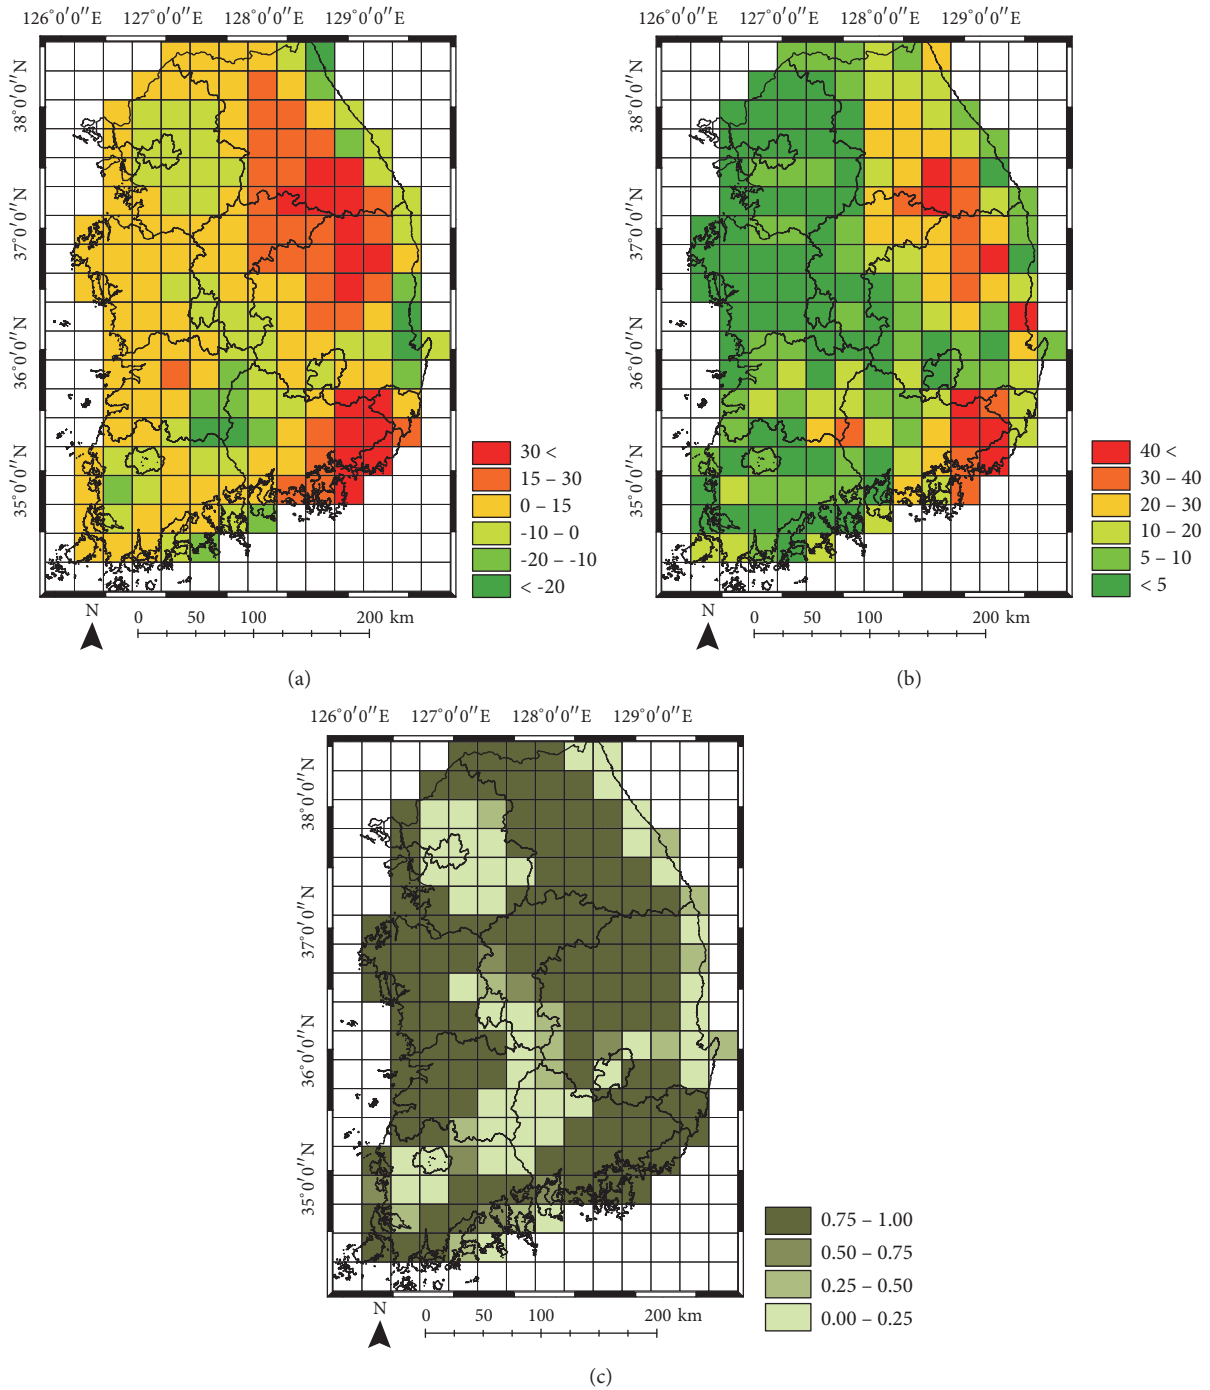 126°0′0″E 127°0′0″E 128°0′0″E 129°0′0″E
38°0′0″N
37°0′0″N
36°0′0″N
35°0′0″N
30 <
15 – 30
0 – 15
-10 – 0
-20 – -10
< -20
N
0 50 100 200 km
(a)
126°0′0″E 127°0′0″E 128°0′0″E 129°0′0″E
38°0′0″N
37°0′0″N
36°0′0″N
35°0′0″N
40 <
30 – 40
20 – 30
10 – 20
5 – 10
< 5
N
0 50 100 200 km
(b)
126°0′0″E 127°0′0″E 128°0′0″E 129°0′0″E
38°0′0″N
37°0′0″N
36°0′0″N
35°0′0″N
0.75 – 1.00
0.50 – 0.75
0.25 – 0.50
0.00 – 0.25
N
0 50 100 200 km
(c)